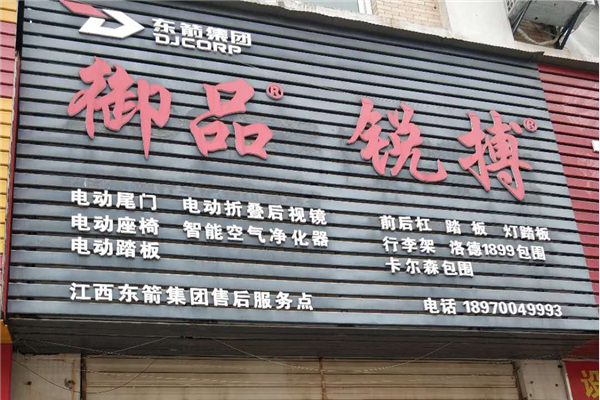 东箭集团
DJCORP
御品® 锐搏®
电动尾门 电动折叠后视镜
电动座椅 智能空气净化器
电动踏板
前后杠 踏板 灯踏板
行李架 洛德1899包围
卡尔森包围
江西东箭集团售后服务点
电话 18970049993
设